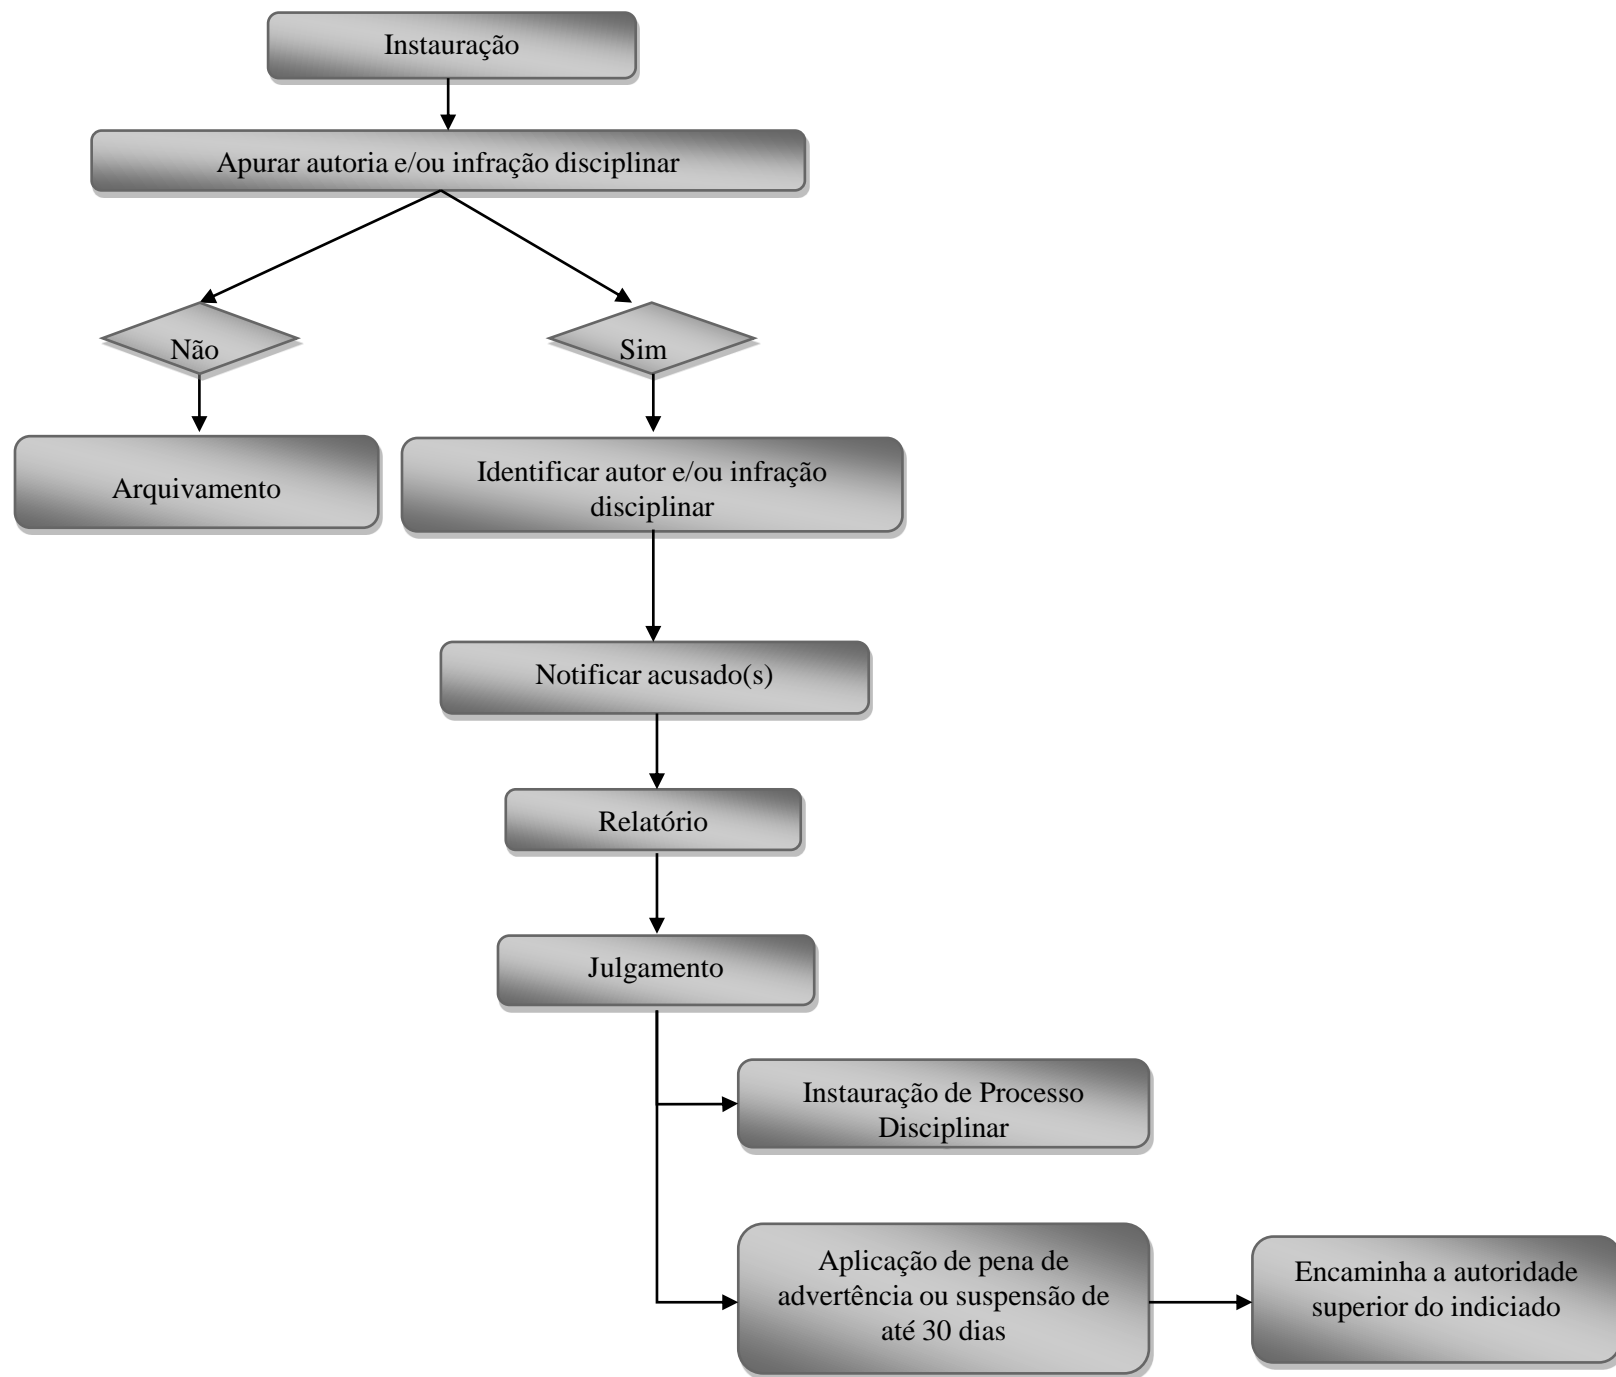 Instauração
Apurar autoria e/ou infração disciplinar
Não
Sim
Arquivamento
Identificar autor e/ou infração
disciplinar
Notificar acusado(s)
Relatório
Julgamento
Instauração de Processo
Disciplinar
Aplicação de pena de
advertência ou suspensão de
até 30 dias
Encaminha a autoridade
superior do indiciado